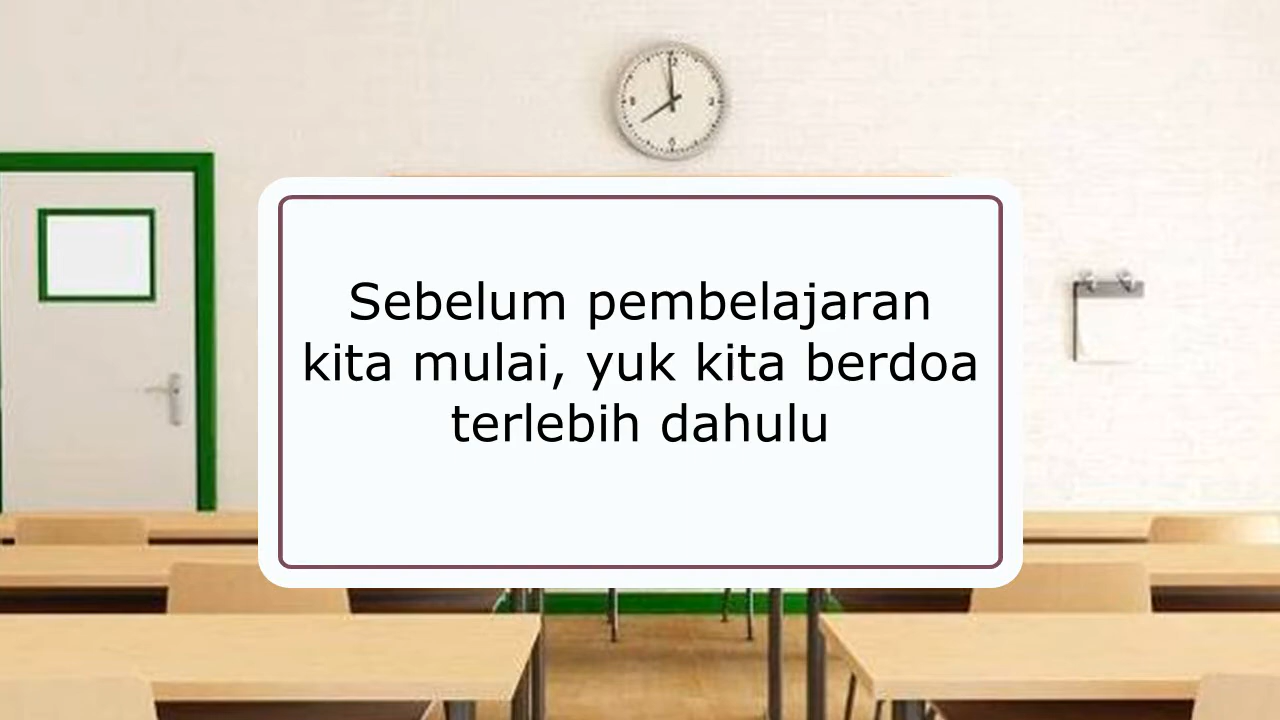 Sebelum pembelajaran
kita mulai, yuk kita berdoa
terlebih dahulu